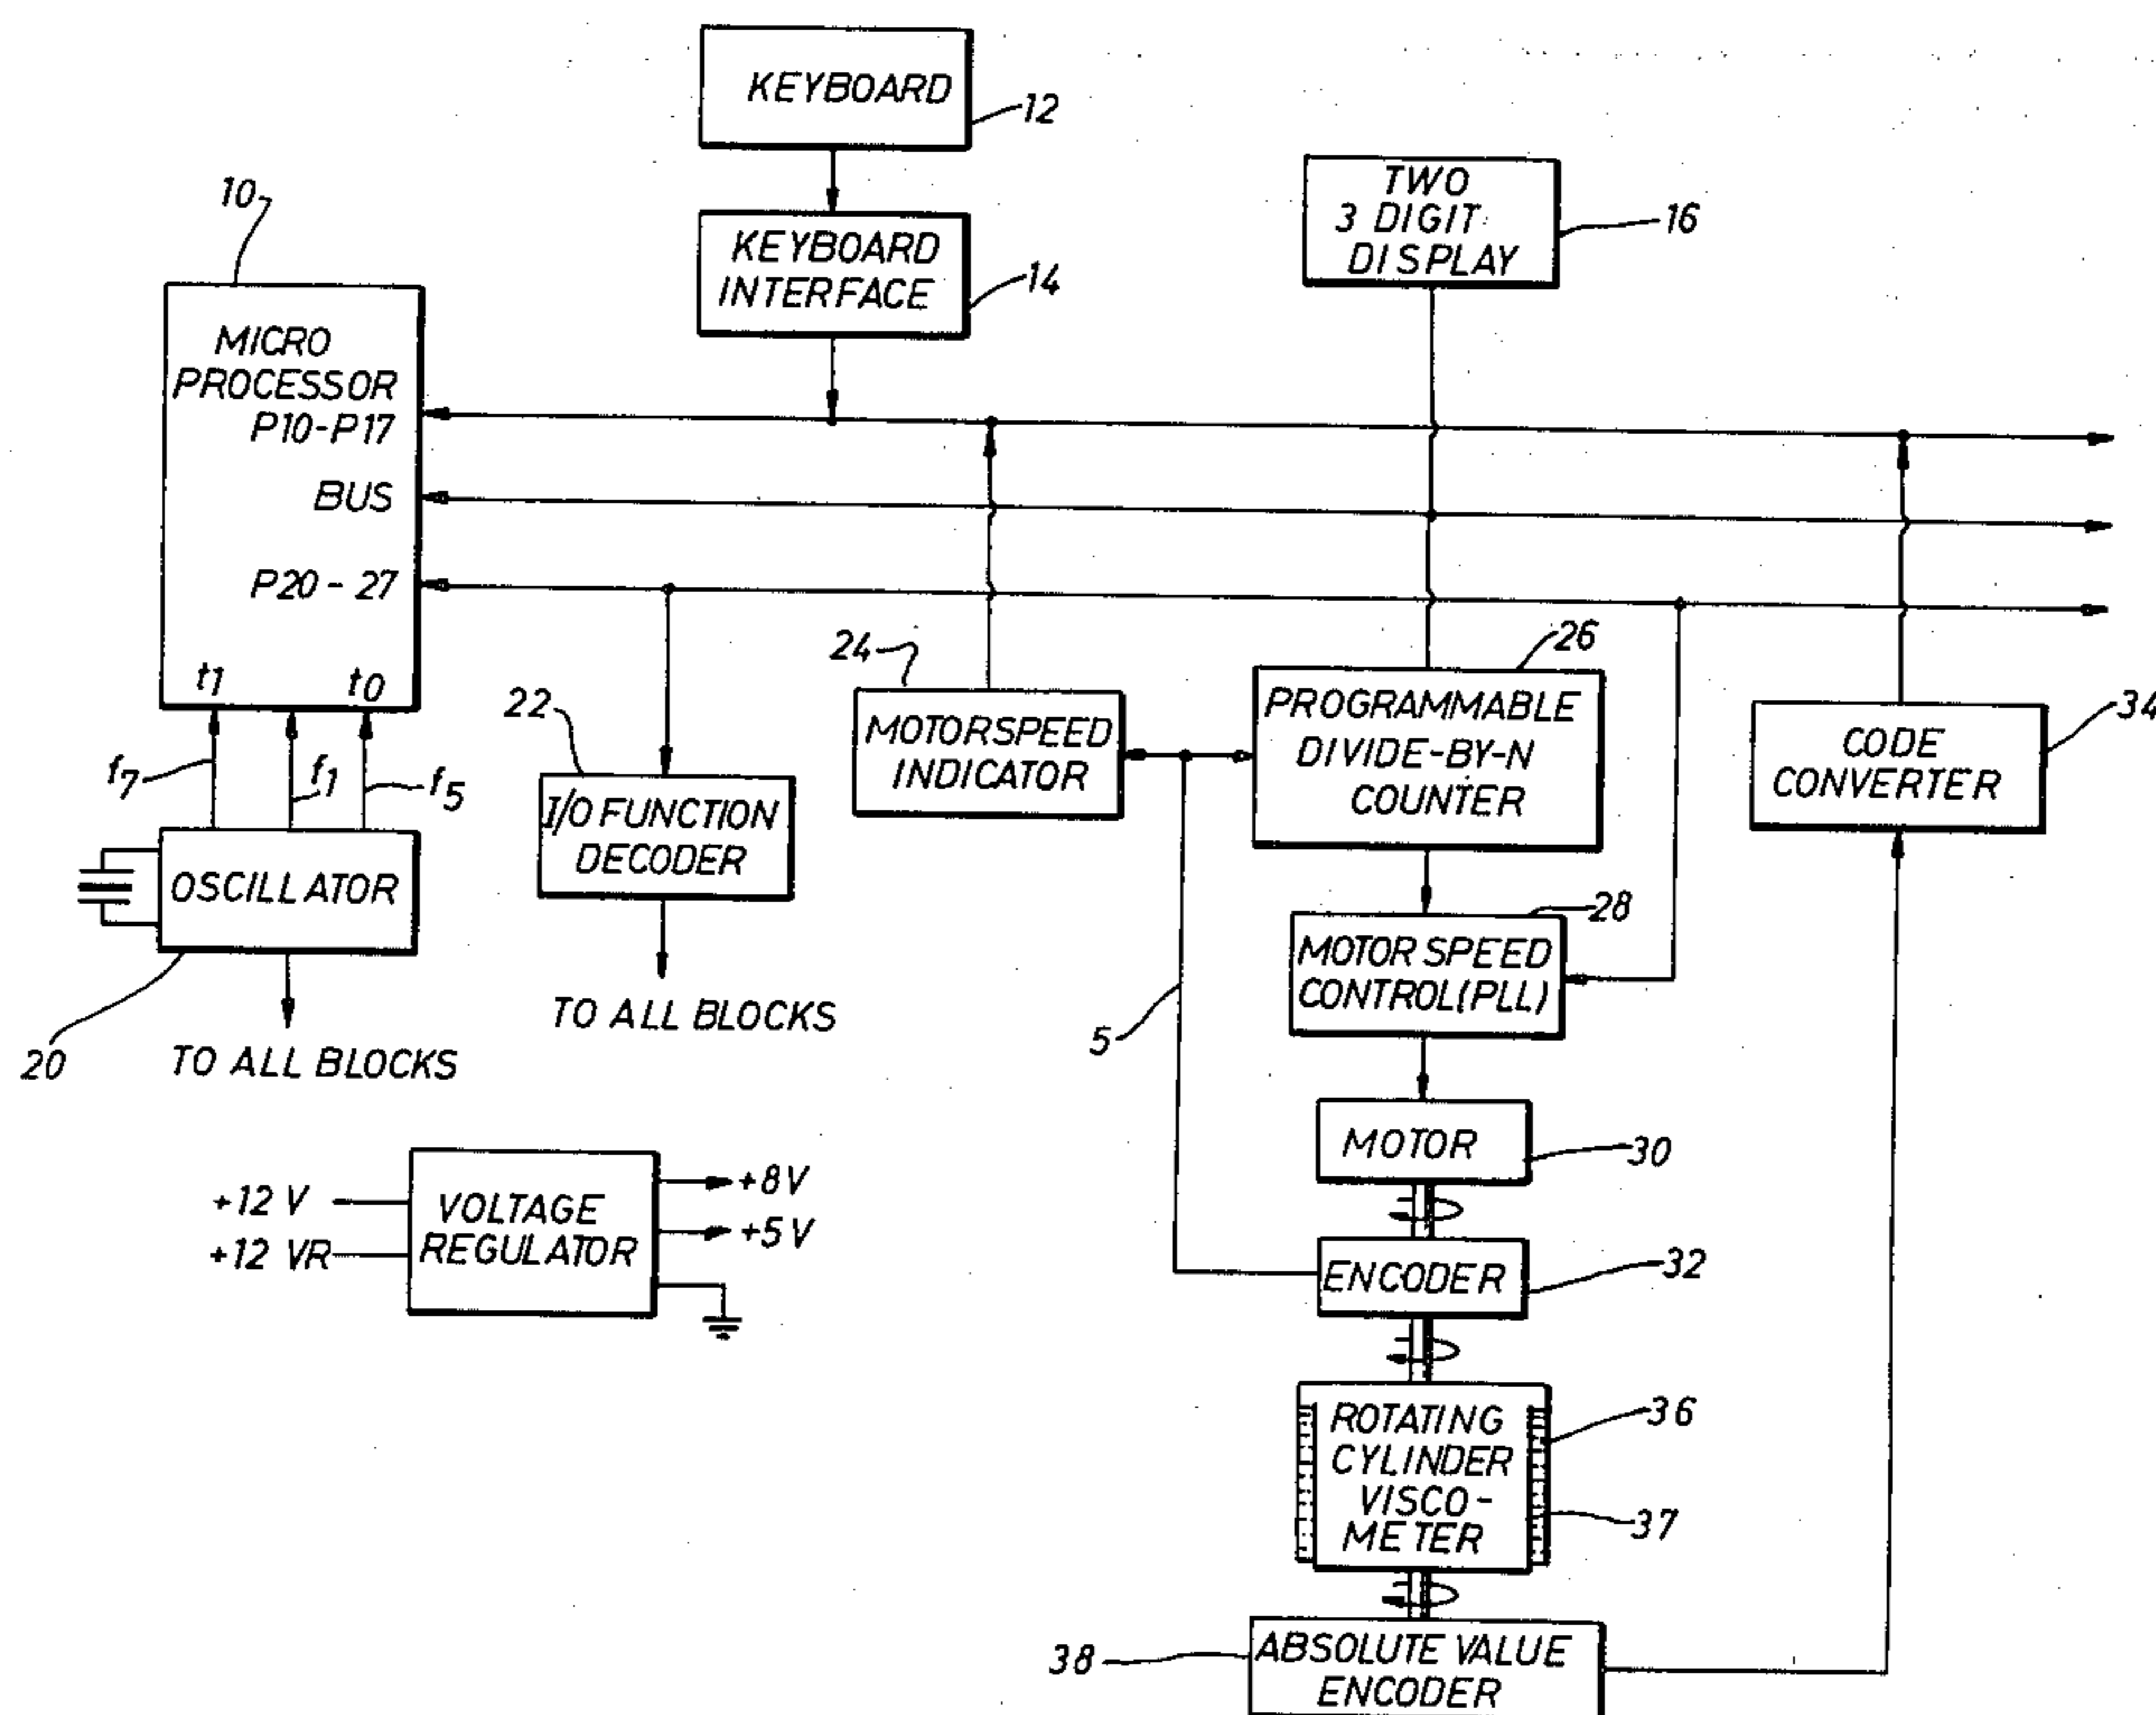 KEYBOARD
12
KEYBOARD
INTERFACE
14
TWO
3 DIGIT
DISPLAY
16
10
MICRO
PROCESSOR
P10-P17
BUS
P20 - 27
t1
t0
f7
f1
f5
OSCILLATOR
20
TO ALL BLOCKS
22
I/O FUNCTION
DECODER
TO ALL BLOCKS
24
MOTORSPEED
INDICATOR
26
PROGRAMMABLE
DIVIDE-BY-N
COUNTER
34
CODE
CONVERTER
28
MOTOR SPEED
CONTROL(PLL)
5
MOTOR
30
ENCODER
32
+12 V
+12 VR
VOLTAGE
REGULATOR
+8V
+5V
ROTATING
CYLINDER
VISCO-
METER
36
37
38
ABSOLUTE VALUE
ENCODER